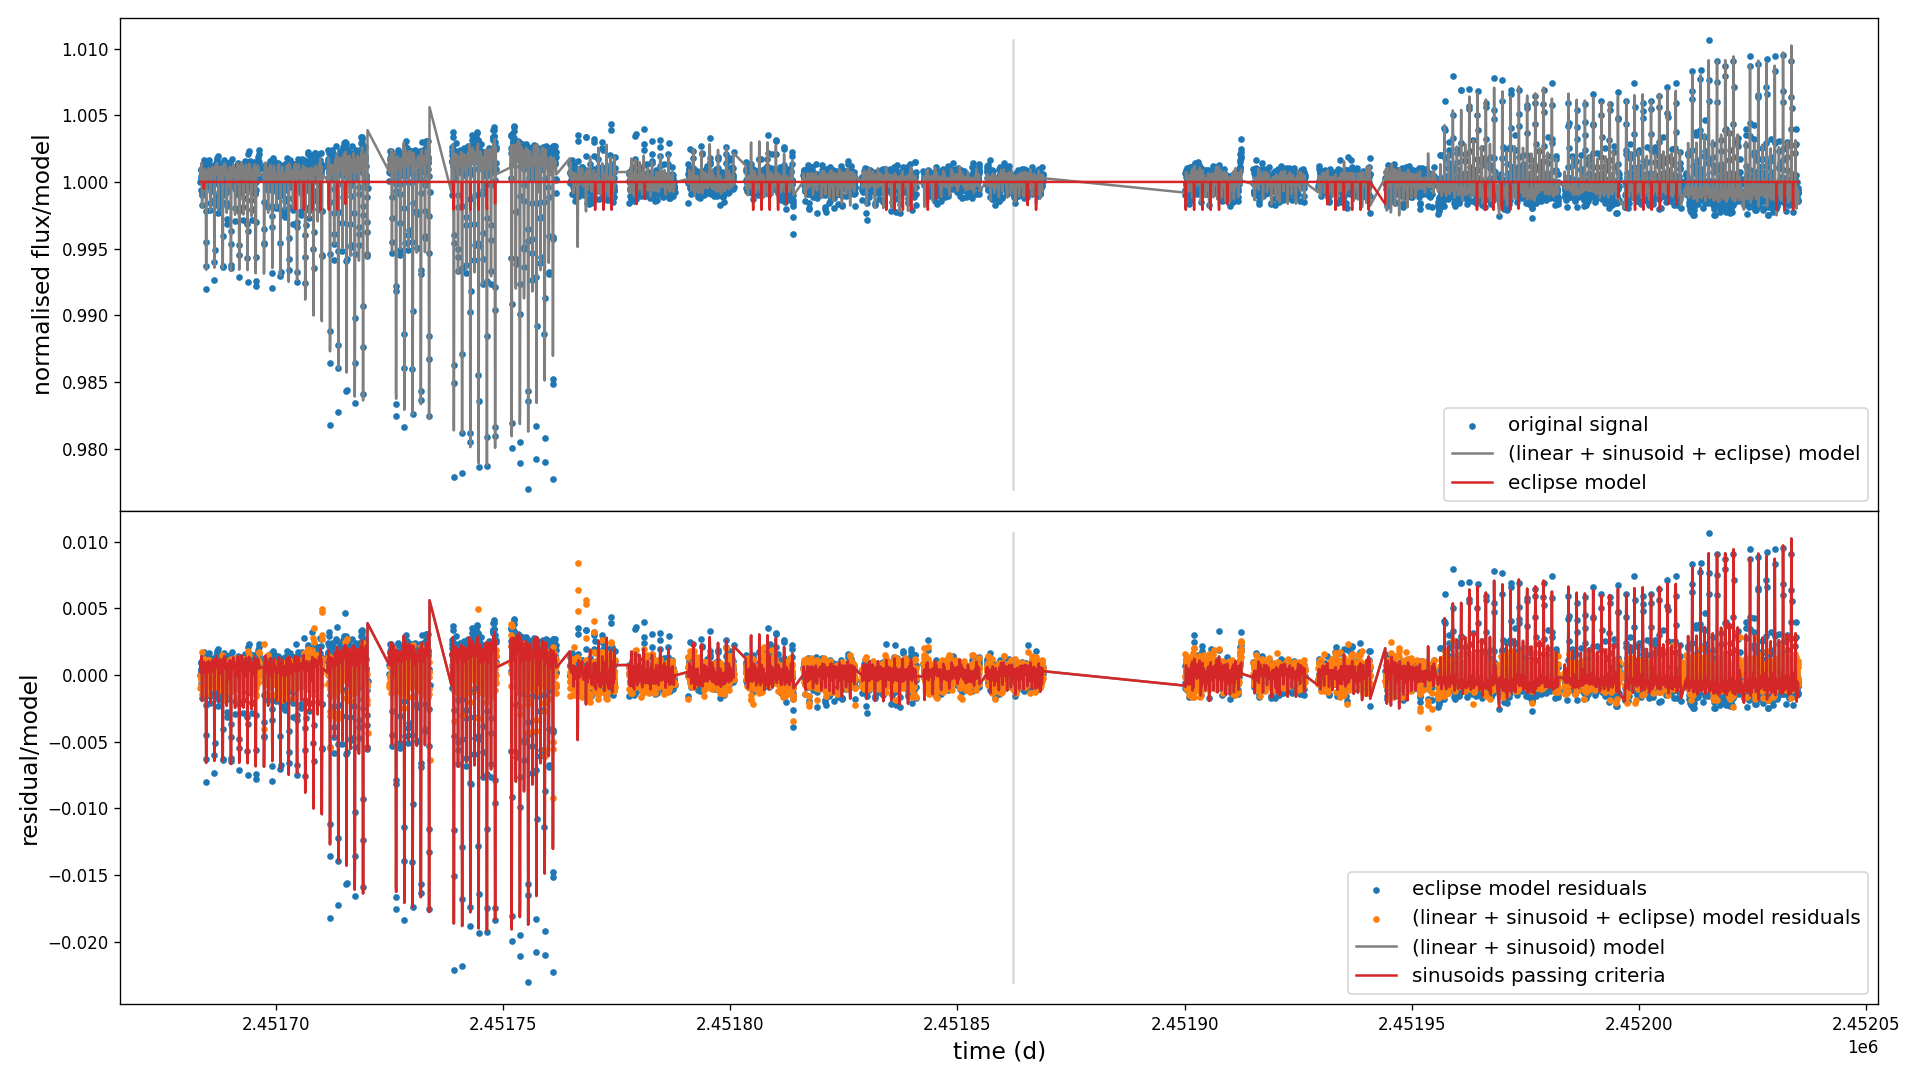 normalised flux/model
1.010
1.005
1.000
0.995
0.990
0.985
0.980
original signal
(linear + sinusoid + eclipse) model
eclipse model
residual/model
0.010
0.005
0.000
−0.005
−0.010
−0.015
−0.020
eclipse model residuals
(linear + sinusoid + eclipse) model residuals
(linear + sinusoid) model
sinusoids passing criteria
2.45170 2.45175 2.45180 2.45185 2.45190 2.45195 2.45200 2.45205
1e6
time (d)